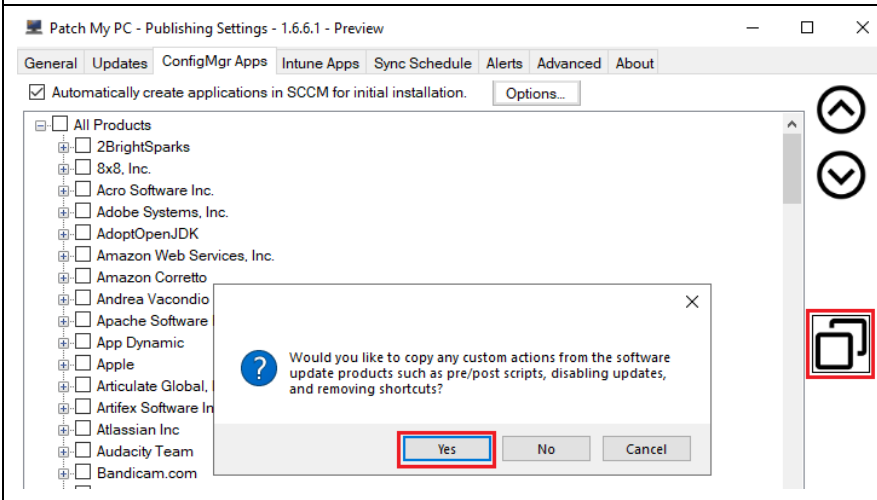 Patch My PC - Publishing Settings - 1.6.6.1 - Preview
General Updates ConfigMgr Apps Intune Apps Sync Schedule Alerts Advanced About
Automatically create applications in SCCM for initial installation. Options...
All Products
2BrightSparks
8x8, Inc.
Acro Software Inc.
Adobe Systems, Inc.
AdoptOpenJDK
Amazon Web Services, Inc.
Amazon Corretto
Andrea Vacondio
Apache Software
App Dynamic
Apple
Articulate Global,
Artifex Software In
Atlassian Inc
Audacity Team
Bandicam.com
Would you like to copy any custom actions from the software
update products such as pre/post scripts, disabling updates,
and removing shortcuts?
Yes No Cancel